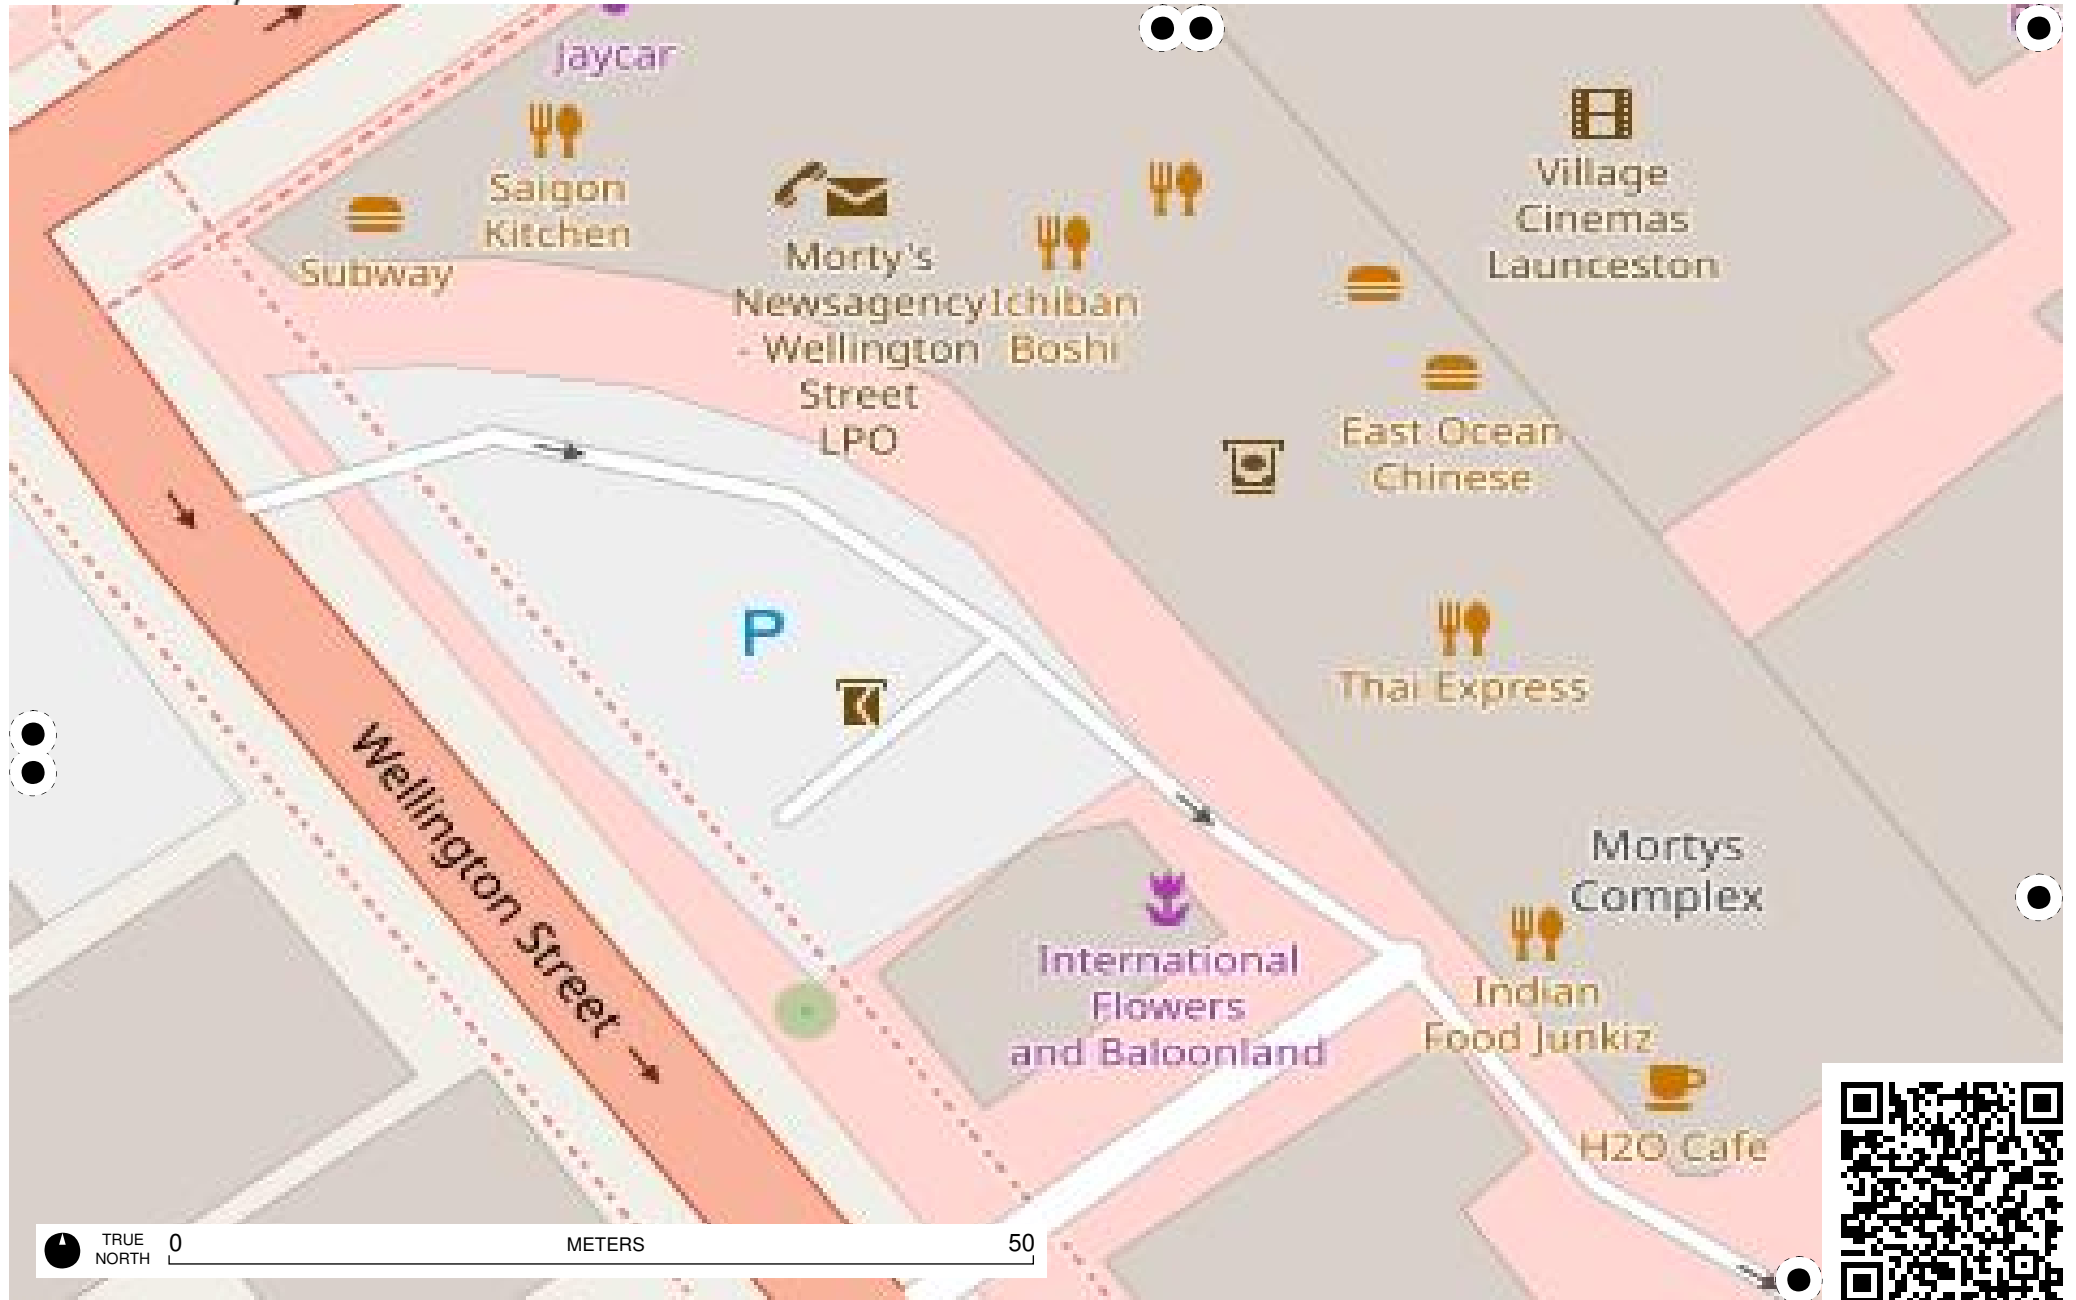 Jaycar
Saigon
Kitchen
Subway
Morty's
Newsagency
- Wellington
Street
LPO
Ichiban
Boshi
Village
Cinemas
Launceston
East Ocean
Chinese
P
Thai Express
Wellington Street
Mortys
Complex
International
Flowers
and Baloonland
Indian
Food Junkiz
H2O Cafe
TRUE
NORTH
0
METERS
50